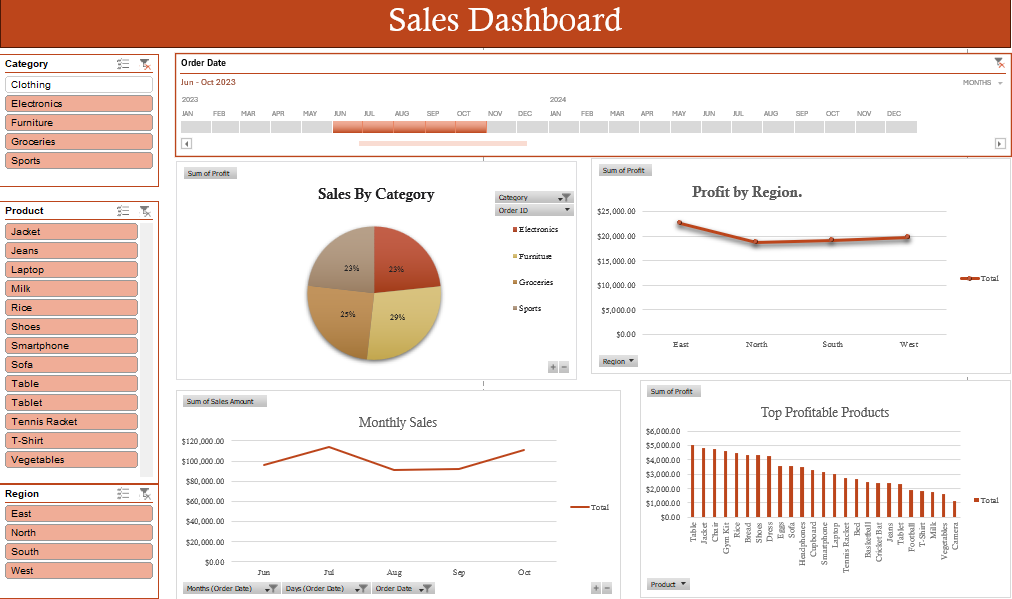 Sales Dashboard
Category
Clothing
Electronics
Furniture
Groceries
Sports
Order Date
Jun - Oct 2023
MONTHS
2023
2024
JAN FEB MAR APR MAY JUN JUL AUG SEP OCT NOV DEC JAN FEB MAR APR MAY JUN JUL AUG SEP OCT NOV DEC
Product
Jacket
Jeans
Laptop
Milk
Rice
Shoes
Smartphone
Sofa
Table
Tablet
Tennis Racket
T-Shirt
Vegetables
Region
East
North
South
West
Sum of Profit
Sales By Category
Category
Order ID
Electronics
Furniture
Groceries
Sports
23%
23%
25%
29%
Sum of Profit
Profit by Region.
$25,000.00
$20,000.00
$15,000.00
$10,000.00
$5,000.00
$0.00
East North South West
Total
Region
Sum of Sales Amount
Monthly Sales
$120,000.00
$100,000.00
$80,000.00
$60,000.00
$40,000.00
$20,000.00
$0.00
Jun Jul Aug Sep Oct
Total
Months (Order Date) Days (Order Date) Order Date
Sum of Profit
Top Profitable Products
$6,000.00
$5,000.00
$4,000.00
$3,000.00
$2,000.00
$1,000.00
$0.00
Table
Jacket
Chair
Gym Kit
Rice
Bread
Shoes
Dress
Eggs
Sofa
Headphones
Cupboard
Smartphone
Laptop
Tennis Racket
Bed
Basketball
Cricket Bat
Jeans
Tablet
Football
T-Shirt
Milk
Vegetables
Camera
Total
Product